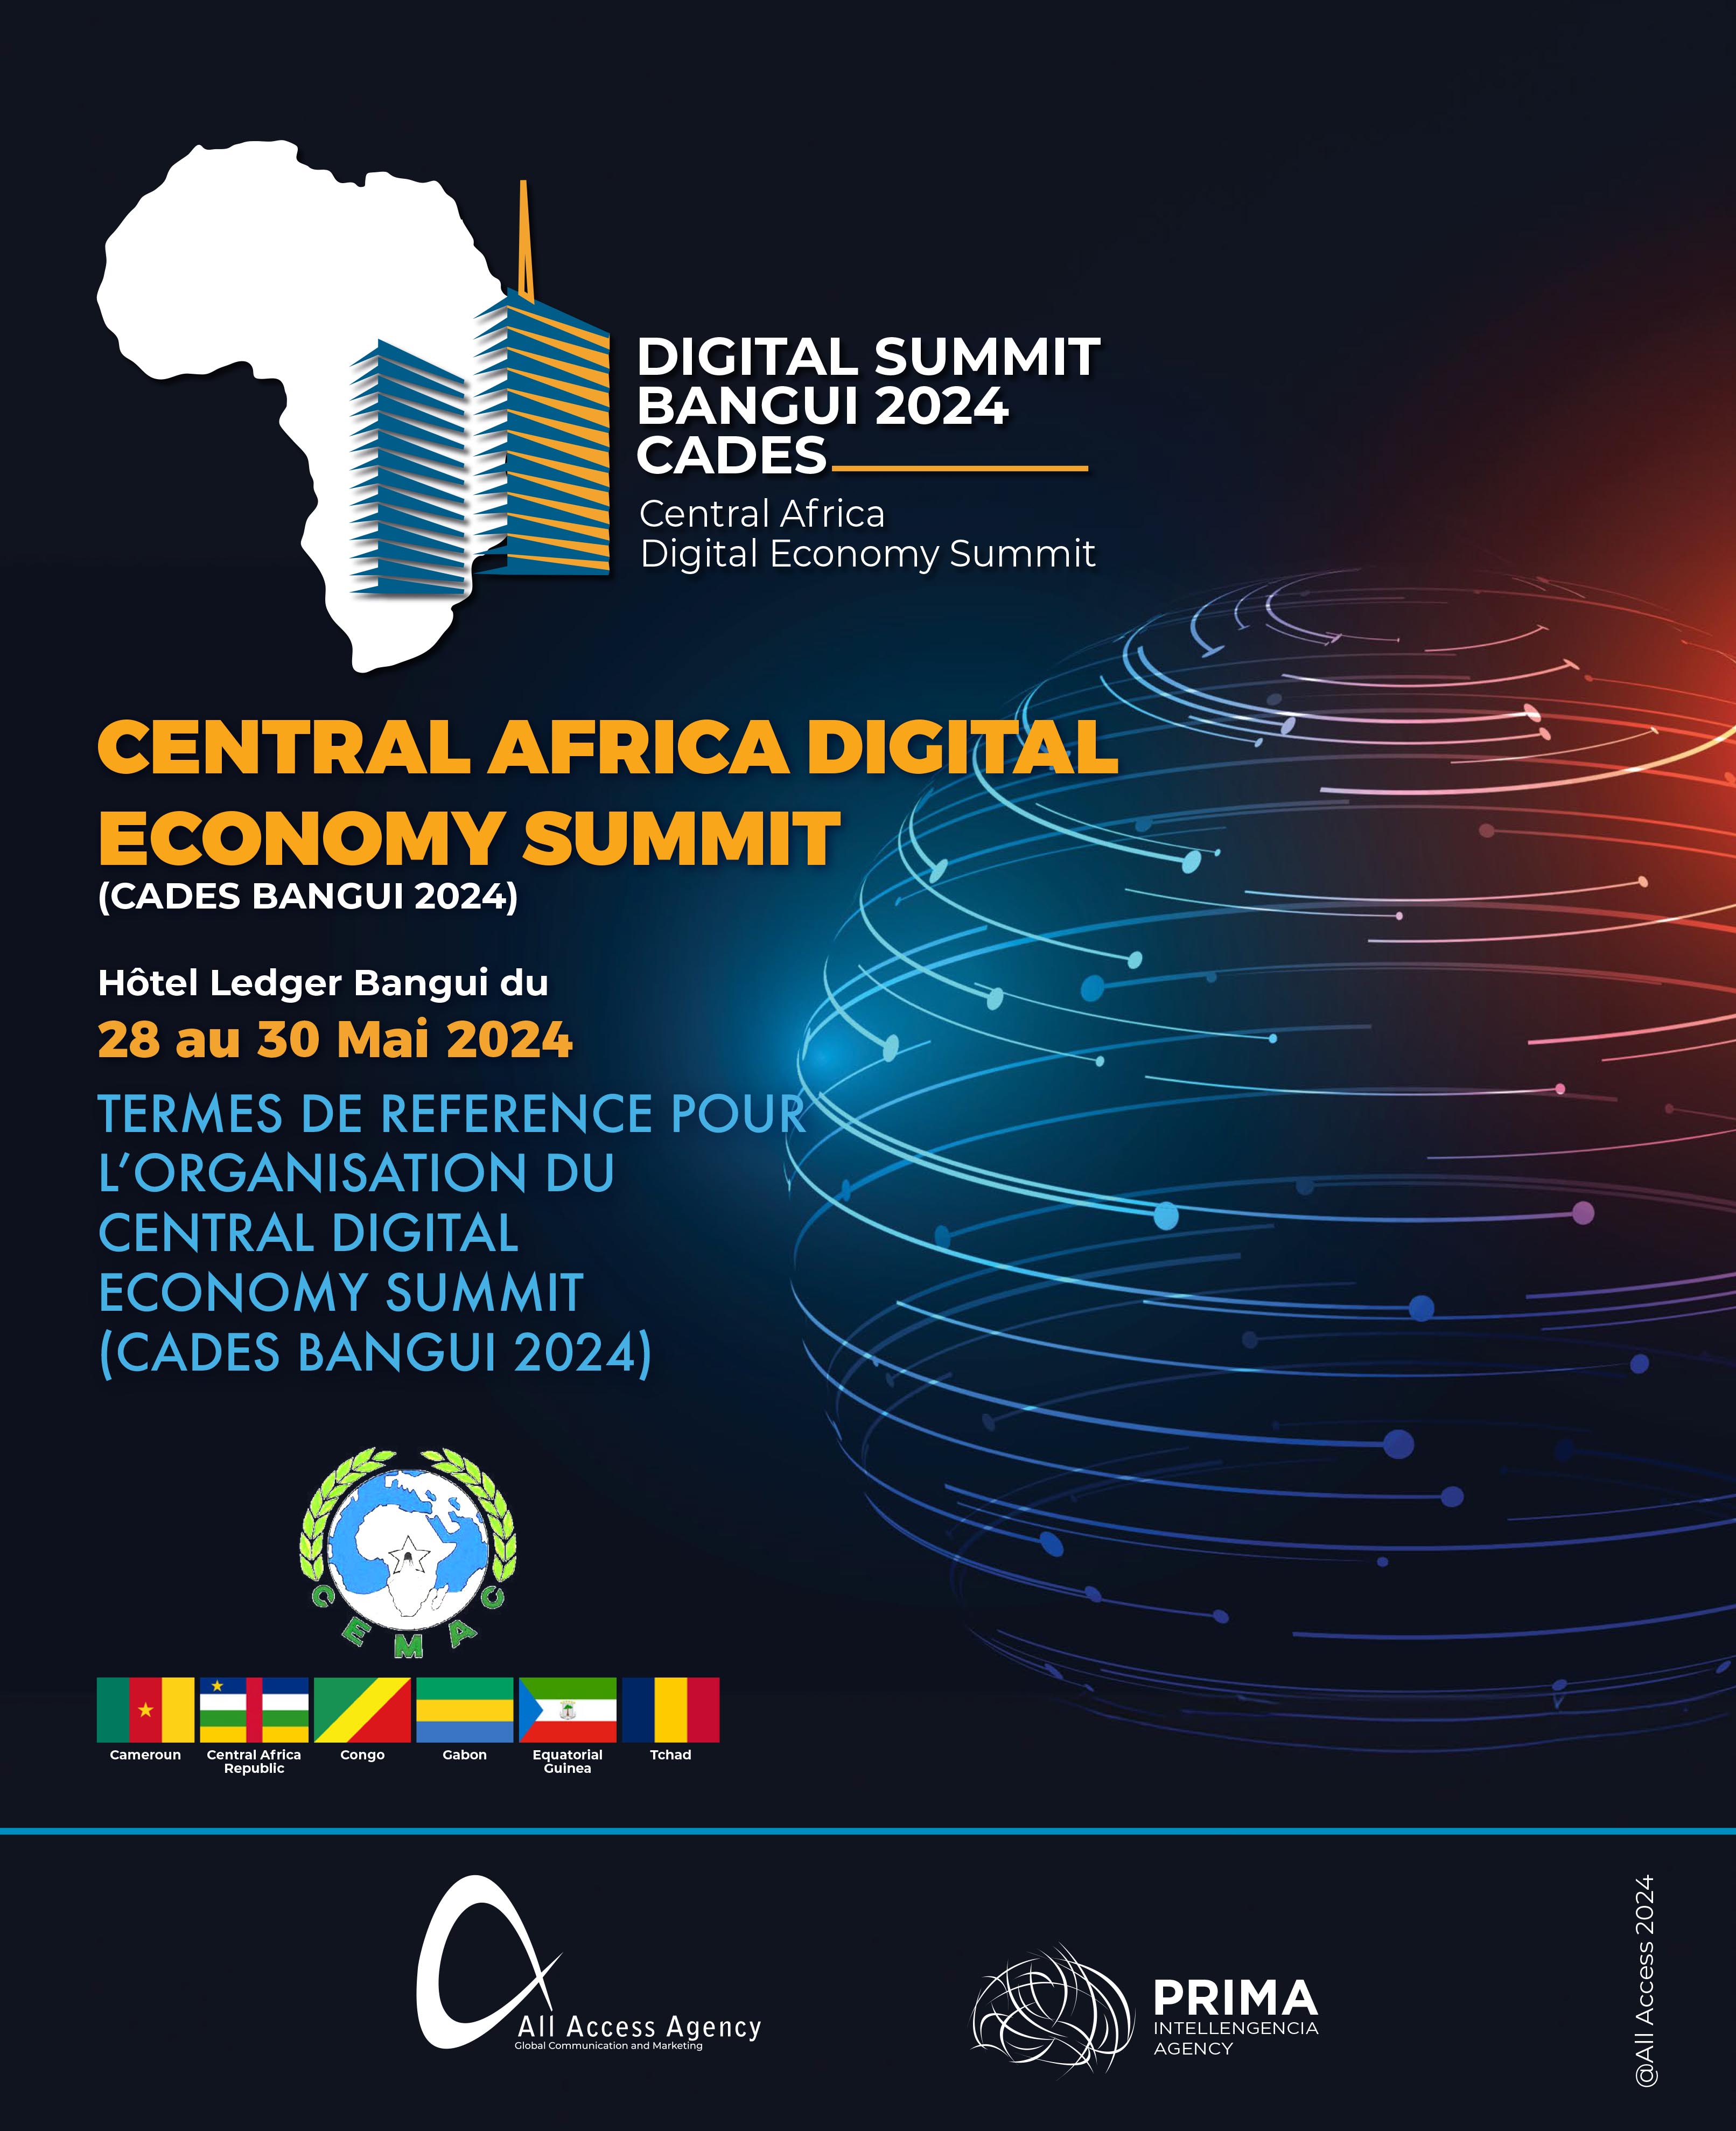 DIGITAL SUMMIT
BANGUI 2024
CADES
Central Africa
Digital Economy Summit
CENTRAL AFRICA DIGITAL
ECONOMY SUMMIT
(CADES BANGUI 2024)
Hôtel Ledger Bangui du
28 au 30 Mai 2024
TERMES DE REFERENCE POUR
L’ORGANISATION DU
CENTRAL DIGITAL
ECONOMY SUMMIT
(CADES BANGUI 2024)
CEMAC
Cameroun
Central Africa
Republic
Congo
Gabon
Equatorial
Guinea
Tchad
All Access Agency
Global Communication and Marketing
PRIMA
INTELLENGENCIA
AGENCY
@All Access 2024